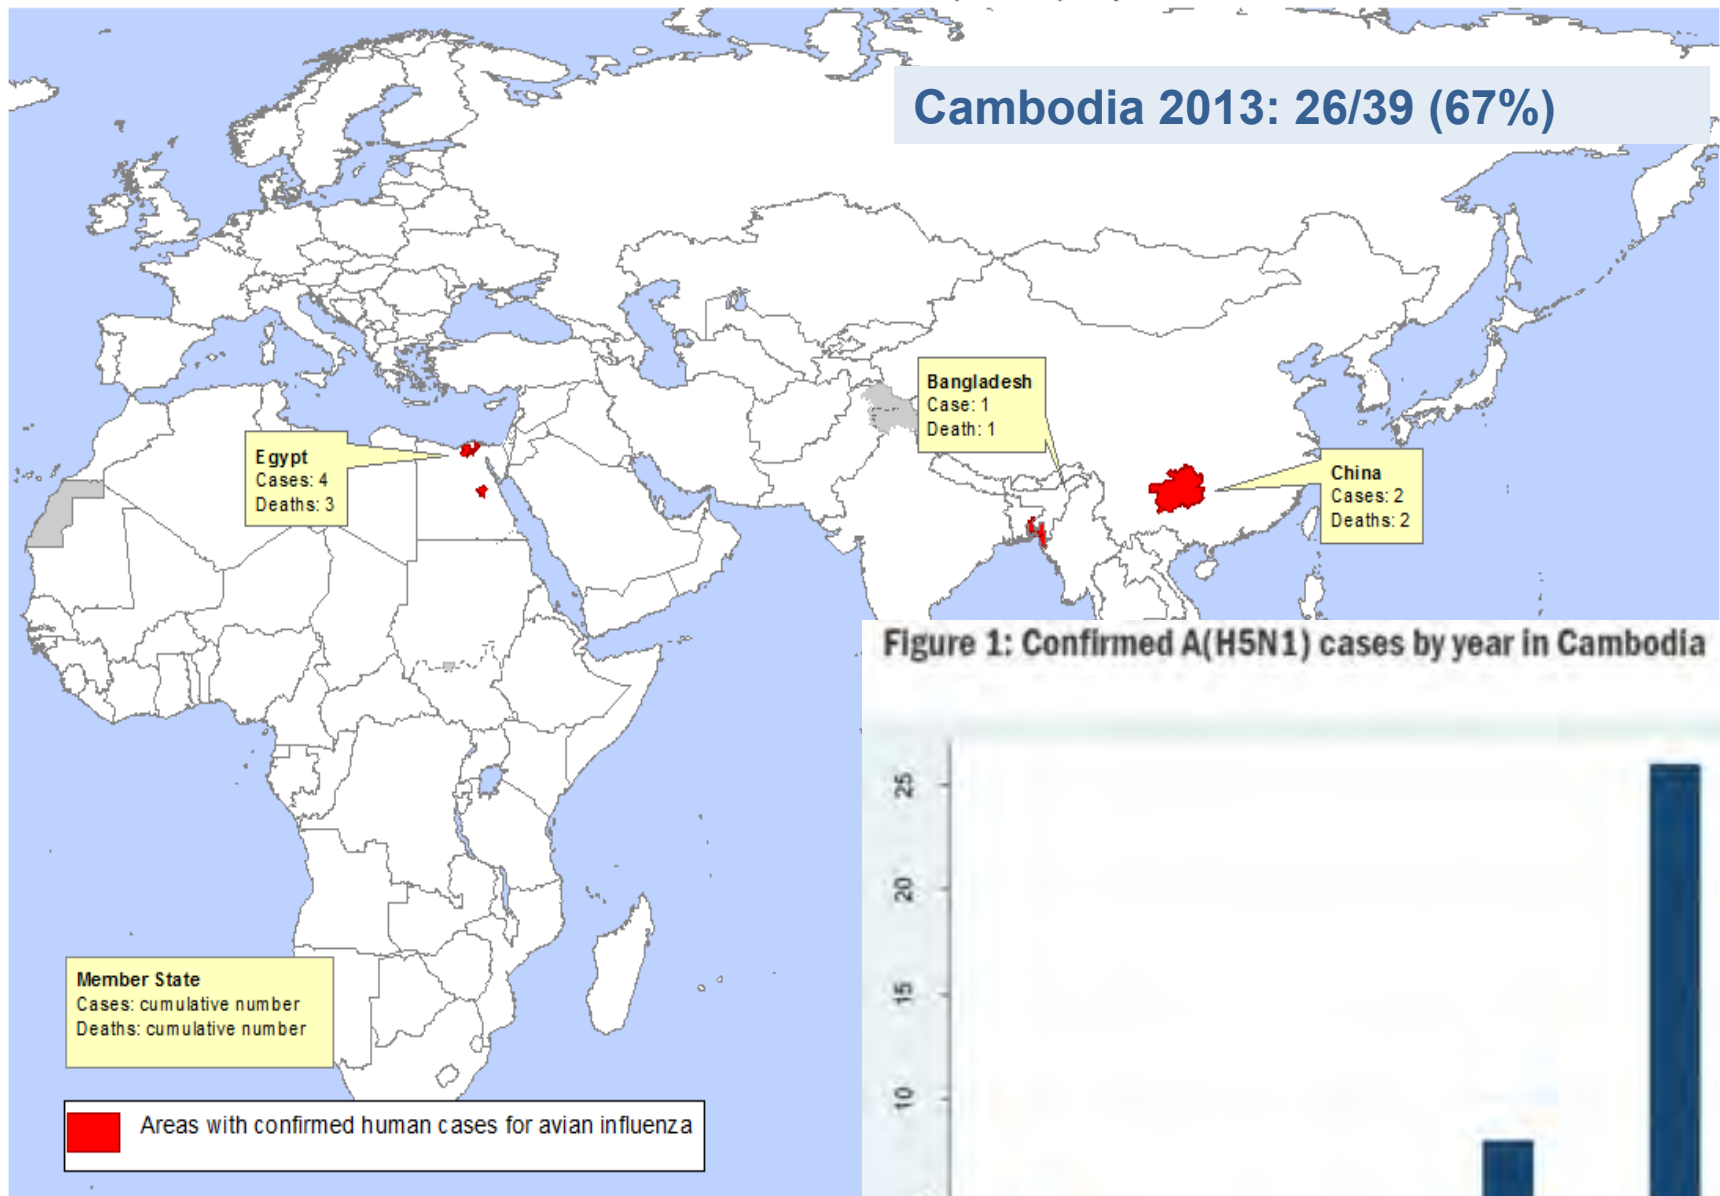 Cambodia 2013: 26/39 (67%)
Bangladesh
Case: 1
Death: 1
Egypt
Cases: 4
Deaths: 3
China
Cases: 2
Deaths: 2
Member State
Cases: cumulative number
Deaths: cumulative number
Areas with confirmed human cases for avian influenza
Figure 1: Confirmed A(H5N1) cases by year in Cambodia
25
20
15
10